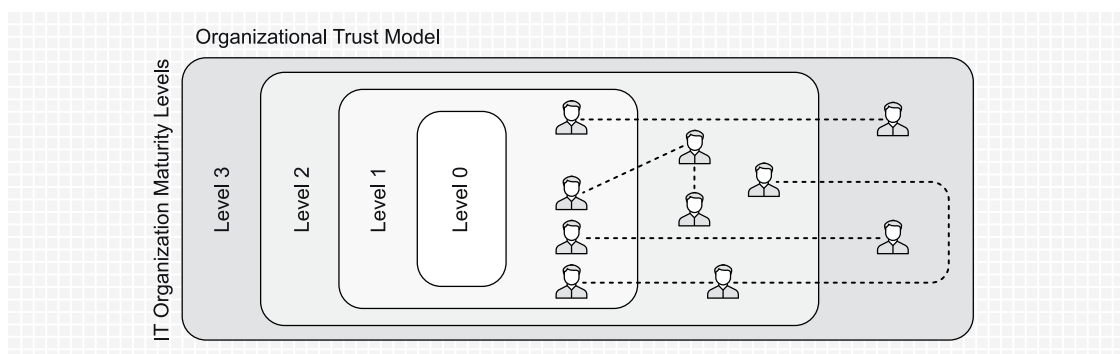 Organizational Trust Model
IT Organization Maturity Levels
Level 3
Level 2
Level 1
Level 0